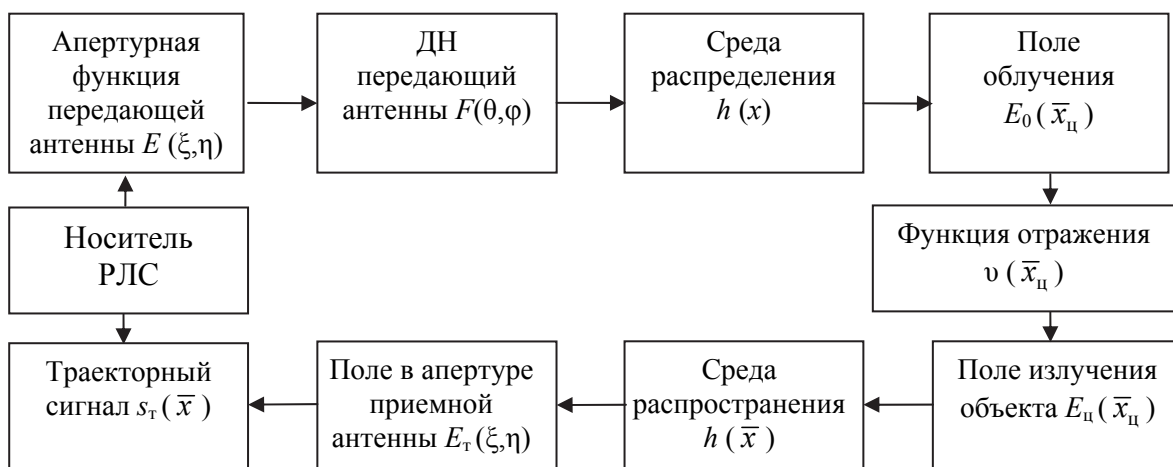 Апертурная
функция
передающей
антенны E (ξ,η)
ДН
передающий
антенны F(θ,φ)
Среда
распределения
h (x)
Поле
облучения
E₀ ( x̅ц )
Носитель
РЛС
Функция отражения
υ ( x̅ц )
Траекторный
сигнал sт ( x̅ )
Поле в апертуре
приемной
антенны Eт(ξ,η)
Среда
распространения
h ( x̅ )
Поле излучения
объекта Eц ( x̅ц )